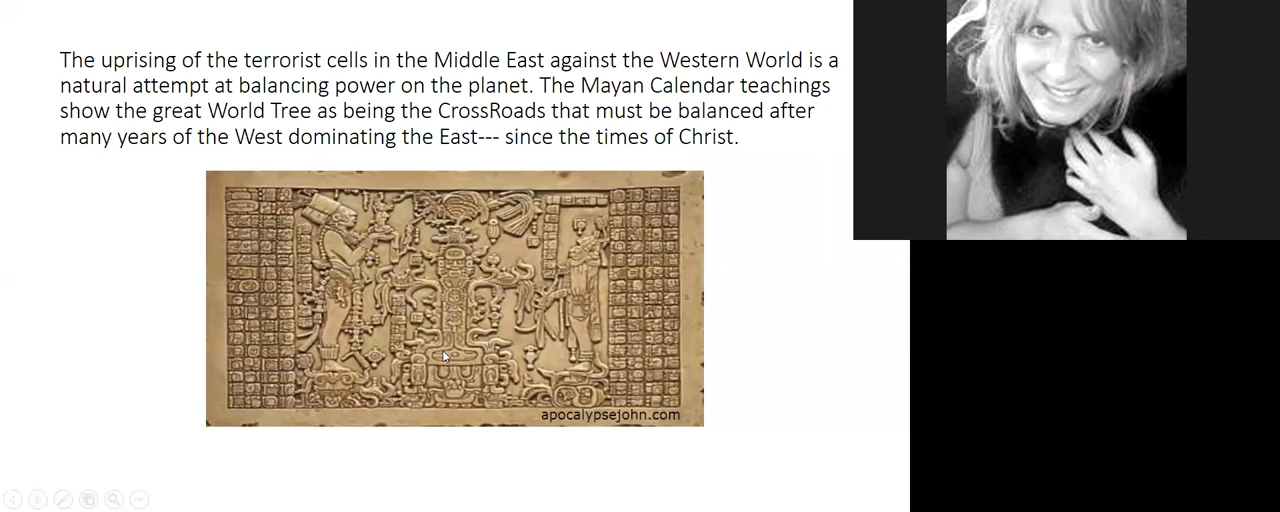 The uprising of the terrorist cells in the Middle East against the Western World is a
natural attempt at balancing power on the planet. The Mayan Calendar teachings
show the great World Tree as being the CrossRoads that must be balanced after
many years of the West dominating the East--- since the times of Christ.
apocalypsejohn.com